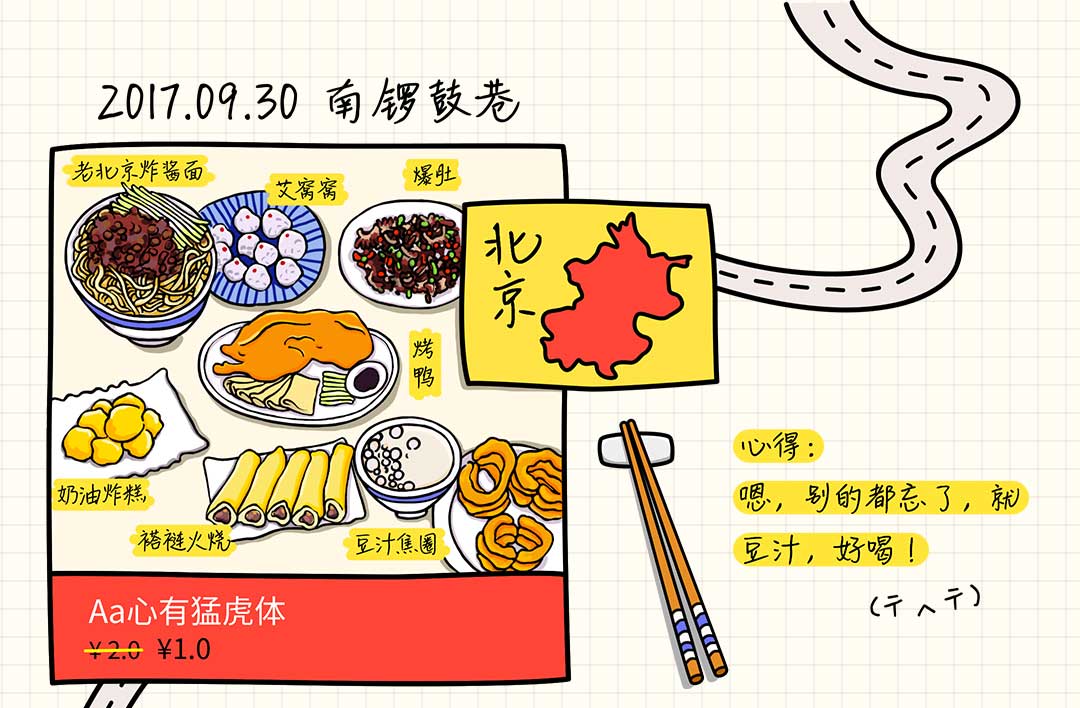 2017.09.30 南锣鼓巷
老北京炸酱面
艾窝窝
爆肚
北京
烤鸭
奶油炸糕
褡裢火烧
豆汁焦圈
心得：
嗯，别的都忘了，就
豆汁，好喝！
(〒︿〒)
Aa心有猛虎体
¥2.0 ¥1.0